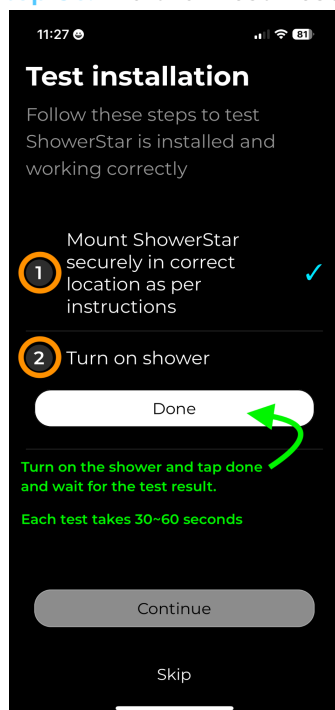 11:27
81
Test installation
Follow these steps to test
ShowerStar is installed and
working correctly
1
Mount ShowerStar
securely in correct
location as per
instructions
✓
2
Turn on shower
Done
Turn on the shower and tap done
and wait for the test result.
Each test takes 30~60 seconds
Continue
Skip